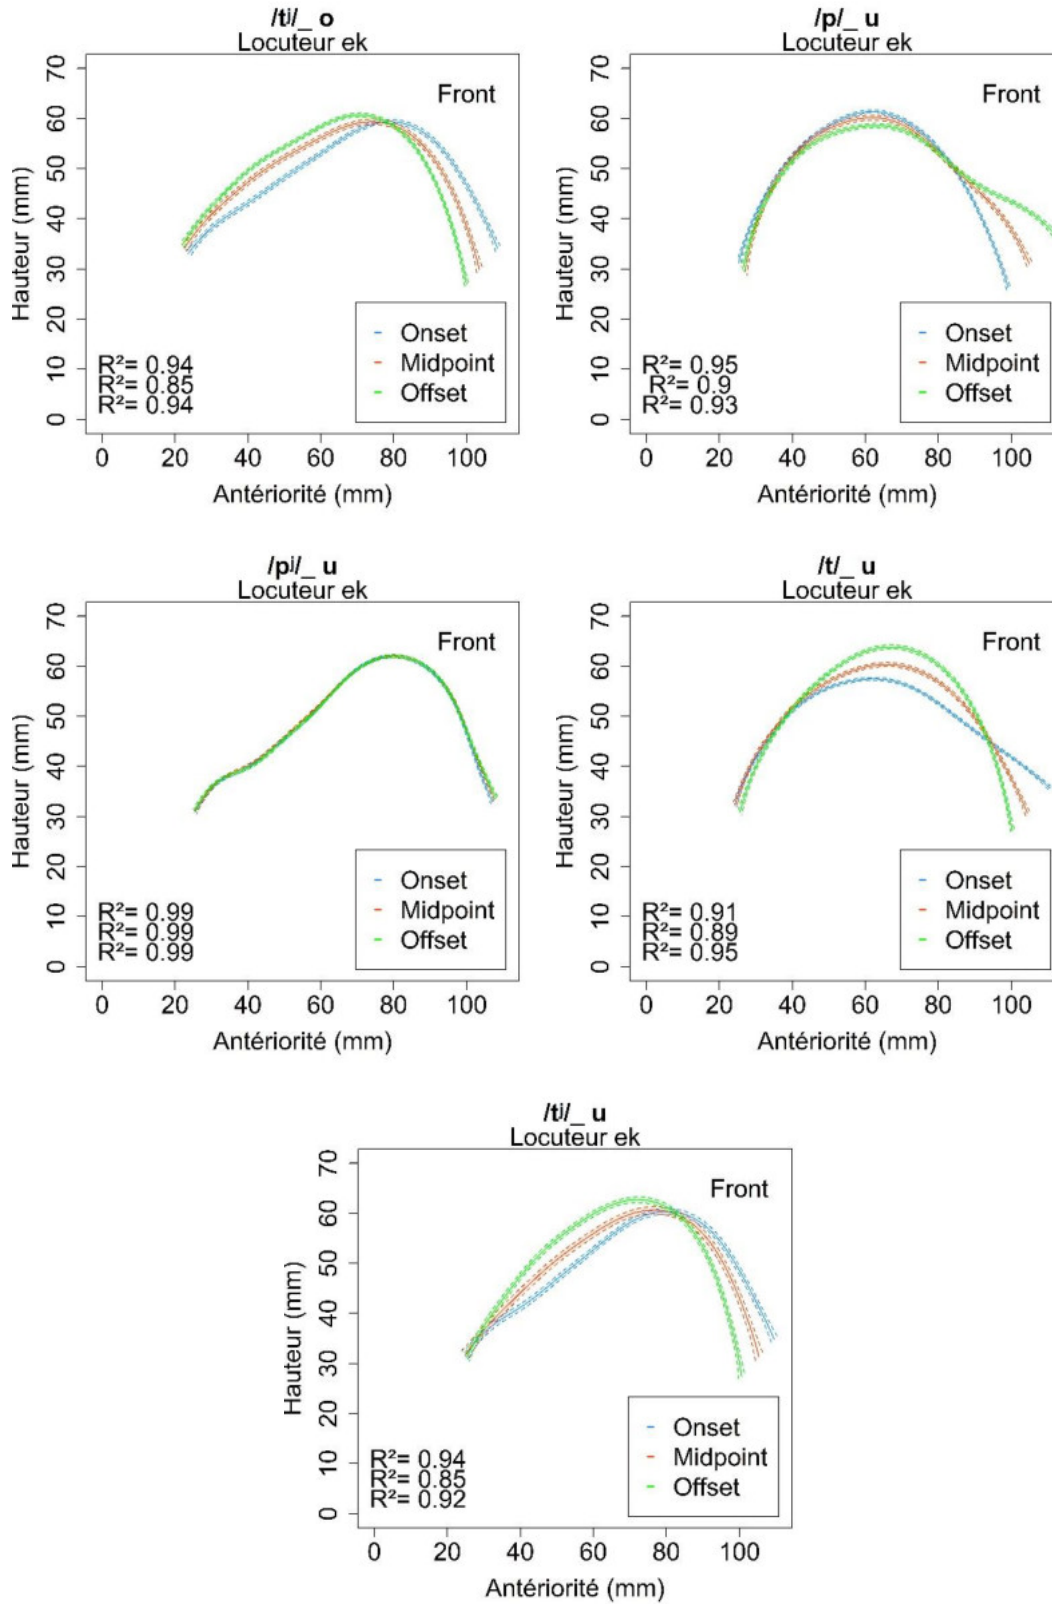 /tʲ/_ o
Locuteur ek
70
60
50
40
30
20
10
0
Hauteur (mm)
Front
Onset
Midpoint
Offset
R²= 0.94
R²= 0.85
R²= 0.94
0 20 40 60 80 100
Antériorité (mm)
/p/_ u
Locuteur ek
70
60
50
40
30
20
10
0
Hauteur (mm)
Front
Onset
Midpoint
Offset
R²= 0.95
R²= 0.9
R²= 0.93
0 20 40 60 80 100
Antériorité (mm)
/pʲ/_ u
Locuteur ek
70
60
50
40
30
20
10
0
Hauteur (mm)
Front
Onset
Midpoint
Offset
R²= 0.99
R²= 0.99
R²= 0.99
0 20 40 60 80 100
Antériorité (mm)
/t/_ u
Locuteur ek
70
60
50
40
30
20
10
0
Hauteur (mm)
Front
Onset
Midpoint
Offset
R²= 0.91
R²= 0.89
R²= 0.95
0 20 40 60 80 100
Antériorité (mm)
/tʲ/_ u
Locuteur ek
70
60
50
40
30
20
10
0
Hauteur (mm)
Front
Onset
Midpoint
Offset
R²= 0.94
R²= 0.85
R²= 0.92
0 20 40 60 80 100
Antériorité (mm)